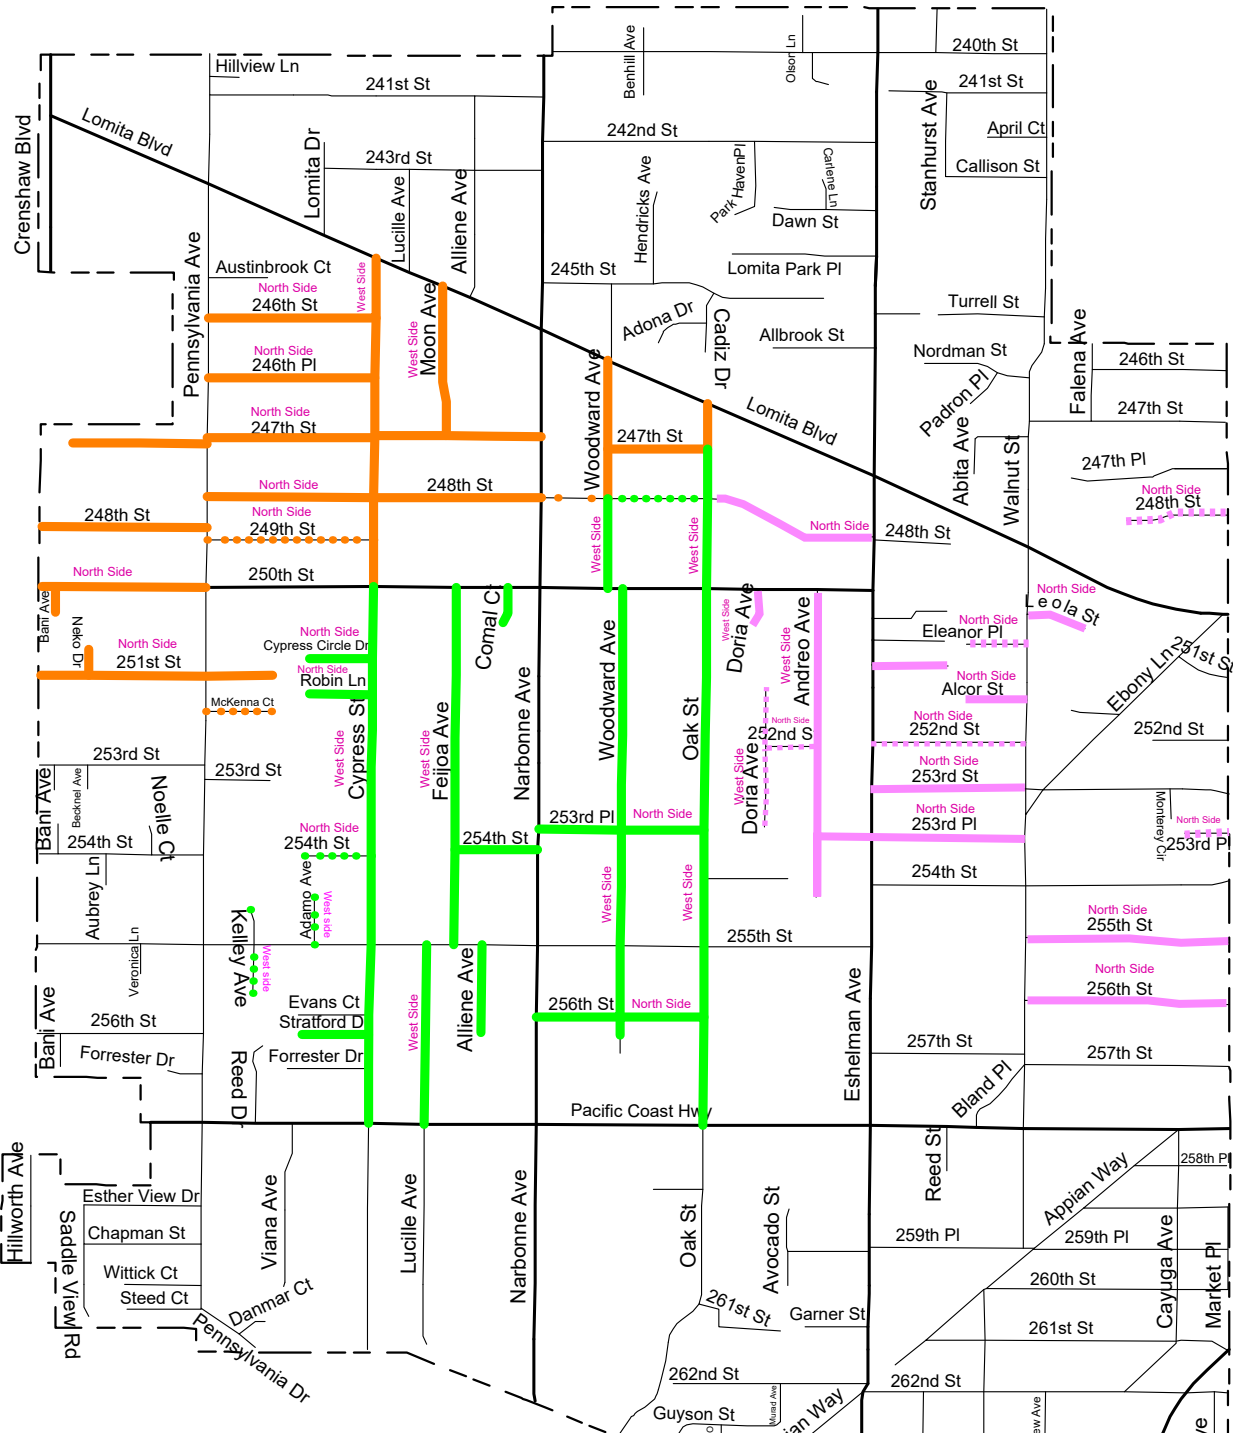 240th St
Benhill Ave
Olson Ln
Hillview Ln
241st St
241st St
Stanhurst Ave
Crenshaw Blvd
Lomita Blvd
April Ct
242nd St
Lomita Dr
243rd St
Callison St
Lucille Ave
Alliene Ave
Hendricks Ave
Park HavenPl
Carlene Ln
Dawn St
Pennsylvania Ave
Austinbrook Ct
245th St
Lomita Park Pl
North Side
246th St
West Side
Moon Ave
West Side
Adona Dr
Cadiz Dr
Allbrook St
Turrell St
Falena Ave
North Side
246th Pl
Nordman St
246th St
Woodward Ave
Padron Pl
Lomita Blvd
247th St
North Side
247th St
247th St
Abita Ave
Walnut St
247th Pl
North Side
248th St
North Side
248th St
248th St
North Side
249th St
West Side
West Side
North Side
248th St
North Side
250th St
Bani Ave
Neko Dr
North Side
251st St
North Side
Cypress Circle Dr
North Side
Robin Ln
Comal Ct
West Side
Doria Ave
West Side
Andreo Ave
North Side
Leola St
North Side
Eleanor Pl
251st St
Ebony Ln
North Side
Alcor St
McKenna Ct
West Side
Cypress St
West Side
Feijoa Ave
Narbonne Ave
Woodward Ave
Oak St
North Side
252nd S
West Side
Doria Ave
North Side
252nd St
252nd St
253rd St
253rd St
Bani Ave
Becknel Ave
Noelle Ct
North Side
253rd St
Monterey Cir
North Side
253rd Pl
253rd Pl
North Side
North Side
253rd Pl
254th St
North Side
254th St
254th St
254th St
Aubrey Ln
Adamo Ave
West side
West Side
West Side
Kelley Ave
West side
Veronica Ln
North Side
255th St
255th St
Bani Ave
Evans Ct
Stratford D
256th St
West Side
Alliene Ave
256th St
North Side
Eshelman Ave
North Side
256th St
Forrester Dr
Reed Dr
Forrester Dr
257th St
257th St
Bland Pl
Pacific Coast Hwy
Hillworth Ave
Reed St
Appian Way
258th Pl
Esther View Dr
Viana Ave
Lucille Ave
Narbonne Ave
Oak St
Avocado St
Saddle View Rd
Chapman St
259th Pl
259th Pl
Cayuga Ave
Market Pl
Wittick Ct
Steed Ct
260th St
Danmar Ct
Pennsylvania Dr
261st St
Garner St
261st St
262nd St
262nd St
Murad Ave
Guyson St
ian Way
ew Ave
ve